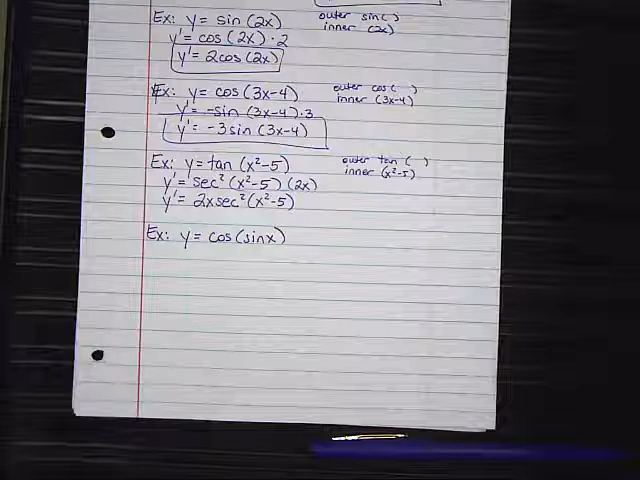 Ex: y = sin (2x) outer sin( )
y' = cos (2x) · 2 inner (2x)
y' = 2cos (2x)
Ex: y = cos (3x-4) outer cos( )
y' = -sin (3x-4)·3 inner (3x-4)
y' = -3sin (3x-4)
Ex: y = tan (x²-5) outer tan ( )
y' = sec² (x²-5) (2x) inner (x²-5)
y' = 2xsec² (x²-5)
Ex: y = cos (sinx)